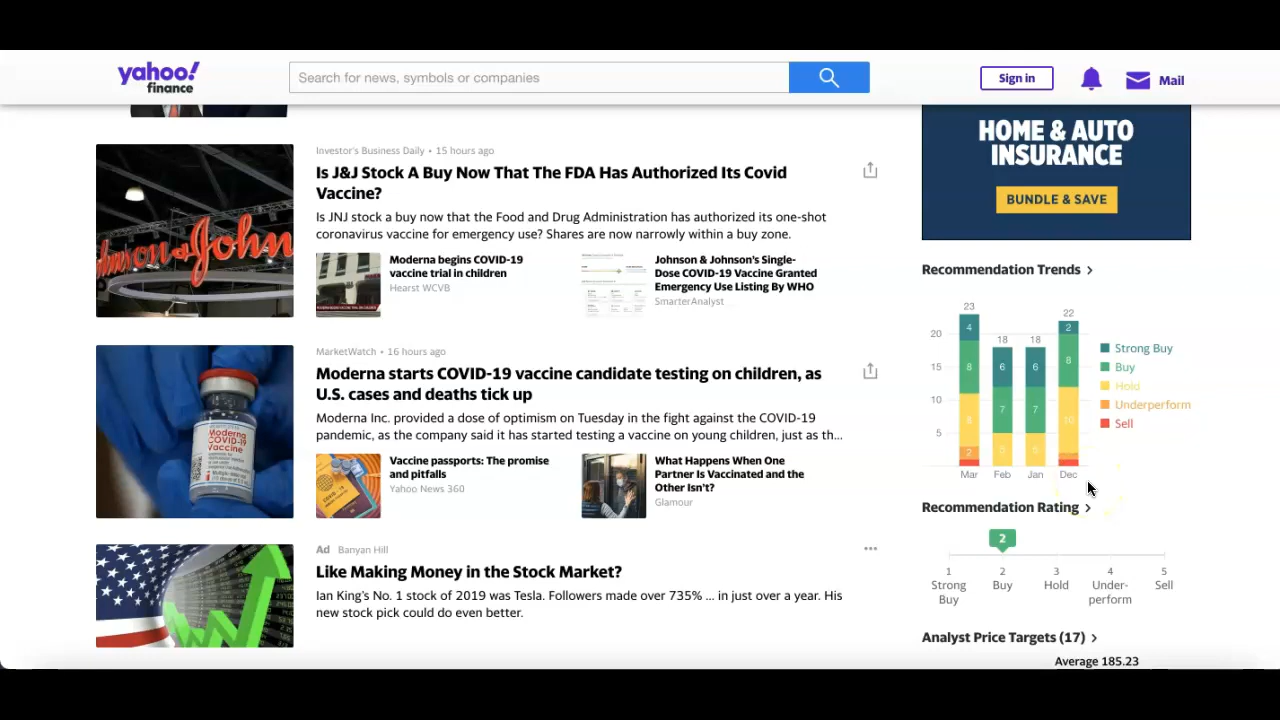 yahoo!
finance
Search for news, symbols or companies
Sign in
Mail
Investor's Business Daily • 15 hours ago
Is J&J Stock A Buy Now That The FDA Has Authorized Its Covid
Vaccine?
Is JNJ stock a buy now that the Food and Drug Administration has authorized its one-shot
coronavirus vaccine for emergency use? Shares are now narrowly within a buy zone.
Moderna begins COVID-19
vaccine trial in children
Hearst WCVB
Johnson & Johnson's Single-
Dose COVID-19 Vaccine Granted
Emergency Use Listing By WHO
SmarterAnalyst
MarketWatch • 16 hours ago
Moderna starts COVID-19 vaccine candidate testing on children, as
U.S. cases and deaths tick up
Moderna Inc. provided a dose of optimism on Tuesday in the fight against the COVID-19
pandemic, as the company said it has started testing a vaccine on young children, just as th...
Moderna
COVID-19
Vaccine
Vaccine passports: The promise
and pitfalls
Yahoo News 360
What Happens When One
Partner Is Vaccinated and the
Other Isn't?
Glamour
Ad Banyan Hill
Like Making Money in the Stock Market?
Ian King's No. 1 stock of 2019 was Tesla. Followers made over 735% ... in just over a year. His
new stock pick could do even better.
HOME & AUTO
INSURANCE
BUNDLE & SAVE
Recommendation Trends >
23
18
18
22
20
15
10
5
4
8
8
2
6
7
5
6
7
5
2
8
10
Mar Feb Jan Dec
Strong Buy
Buy
Hold
Underperform
Sell
Recommendation Rating >
2
1 2 3 4 5
Strong Buy Hold Under- Sell
Buy perform
Analyst Price Targets (17) >
Average 185.23